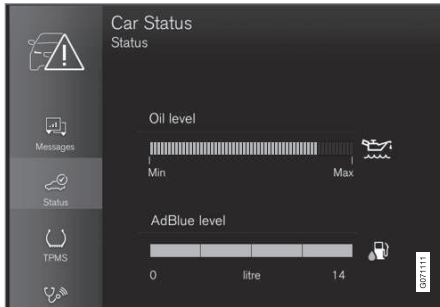 Car Status
Status
Messages
Status
TPMS
Oil level
Min Max
AdBlue level
0 litre 14
G071111